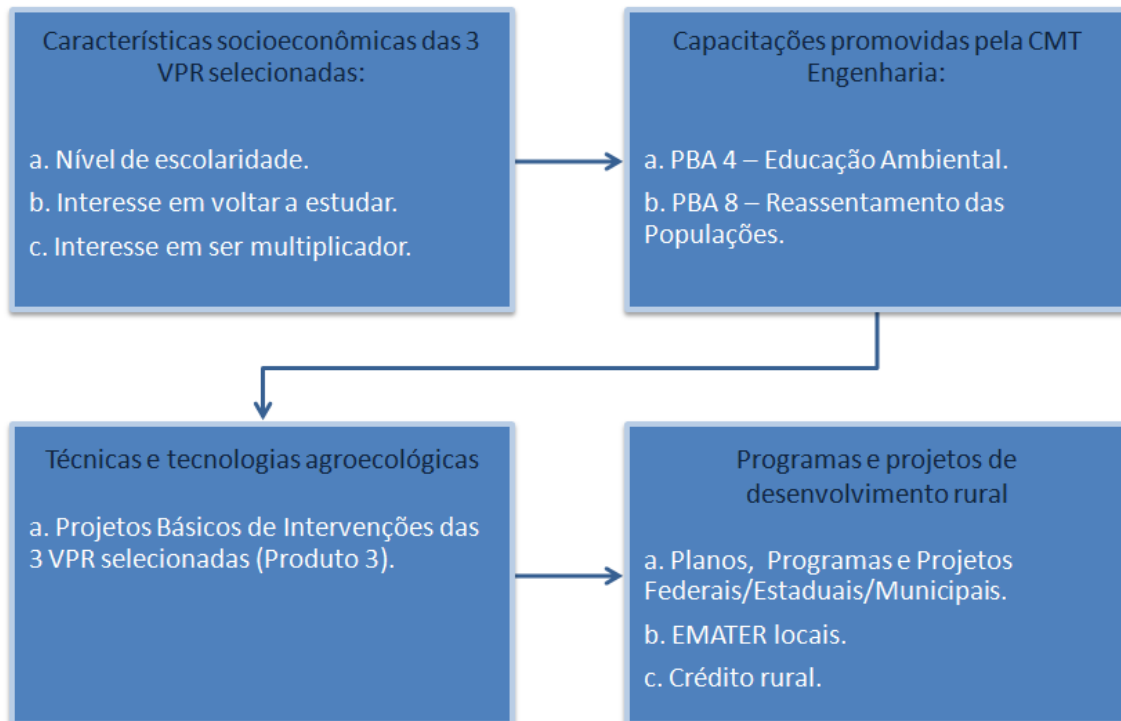 Características socioeconômicas das 3
VPR selecionadas:
a. Nível de escolaridade.
b. Interesse em voltar a estudar.
c. Interesse em ser multiplicador.
Capacitações promovidas pela CMT
Engenharia:
a. PBA 4 – Educação Ambiental.
b. PBA 8 – Reassentamento das
Populações.
Técnicas e tecnologias agroecológicas
a. Projetos Básicos de Intervenções das
3 VPR selecionadas (Produto 3).
Programas e projetos de
desenvolvimento rural
a. Planos, Programas e Projetos
Federais/Estaduais/Municipais.
b. EMATER locais.
c. Crédito rural.